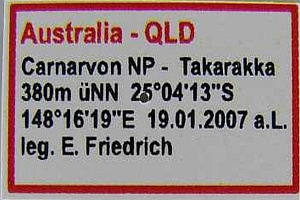 Australia - QLD
Carnarvon NP - Takarakka
380m üNN 25°04'13"S
148°16'19"E 19.01.2007 a.L.
leg. E. Friedrich